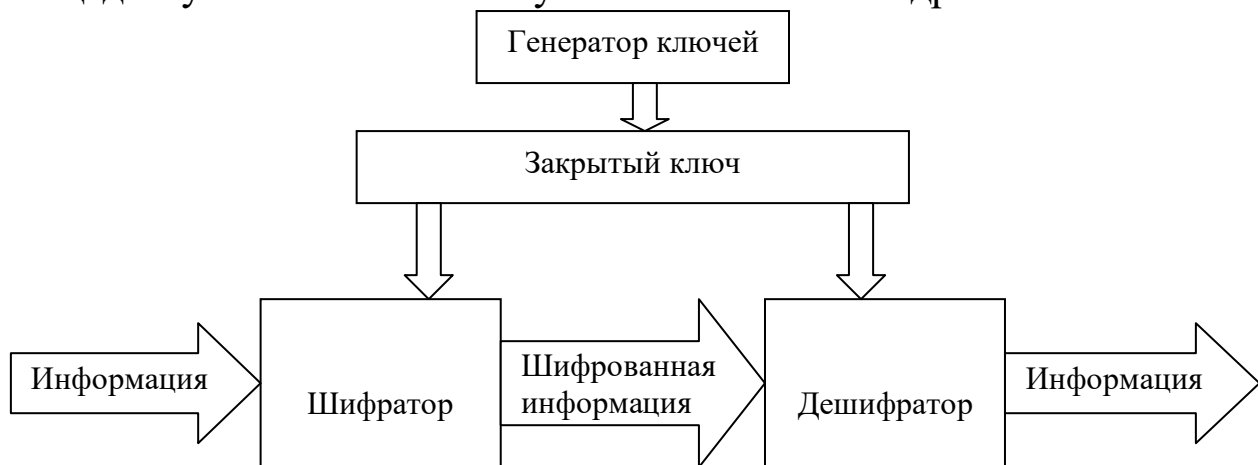 Генератор ключей
Закрытый ключ
Информация
Шифратор
Шифрованная
информация
Дешифратор
Информация